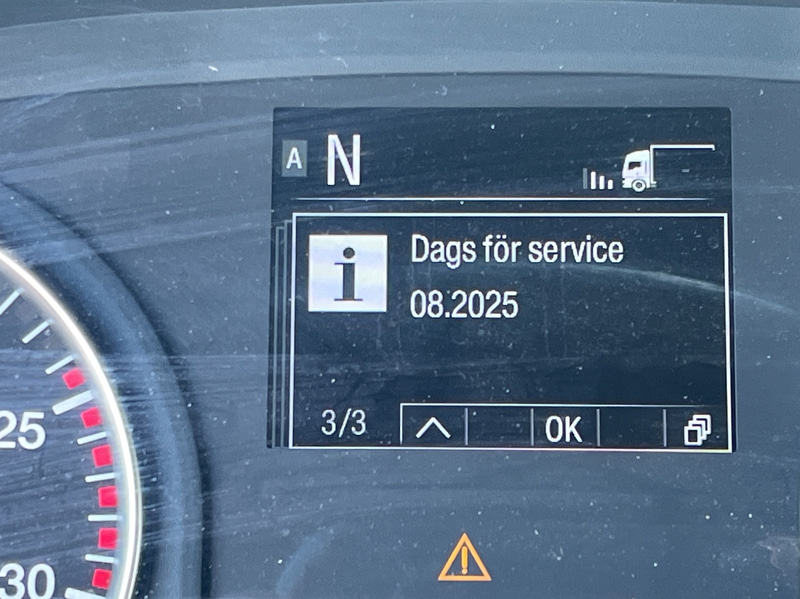 A N
i
Dags för service
08.2025
3/3 OK
25
!
30